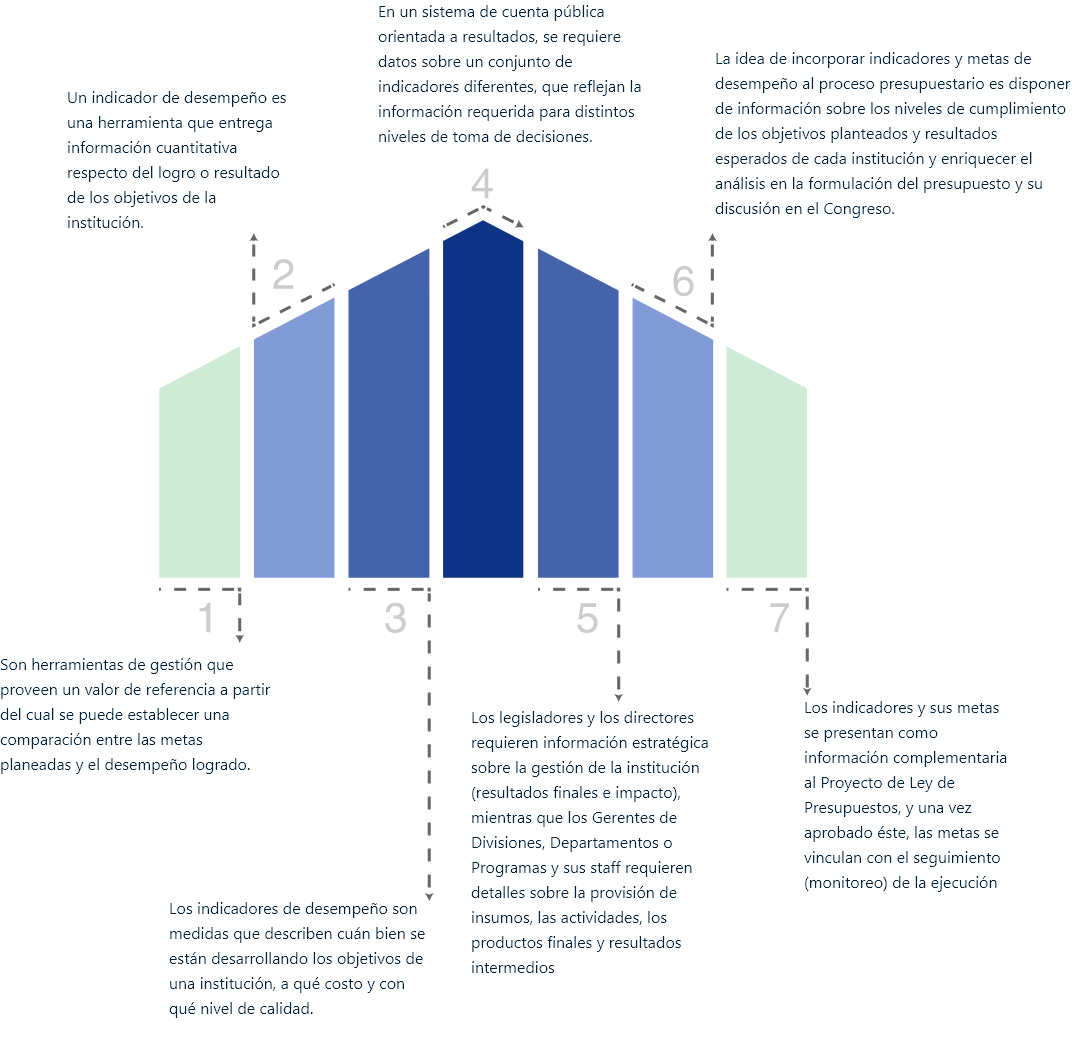 En un sistema de cuenta pública
orientada a resultados, se requiere
datos sobre un conjunto de
indicadores diferentes, que reflejan la
información requerida para distintos
niveles de toma de decisiones.
La idea de incorporar indicadores y metas de
desempeño al proceso presupuestario es disponer
de información sobre los niveles de cumplimiento
de los objetivos planteados y resultados
esperados de cada institución y enriquecer el
análisis en la formulación del presupuesto y su
discusión en el Congreso.
Un indicador de desempeño es
una herramienta que entrega
información cuantitativa
respecto del logro o resultado
de los objetivos de la
institución.
4
2
6
1
3
5
7
Son herramientas de gestión que
proveen un valor de referencia a partir
del cual se puede establecer una
comparación entre las metas
planeadas y el desempeño logrado.
Los indicadores de desempeño son
medidas que describen cuán bien se
están desarrollando los objetivos de
una institución, a qué costo y con
qué nivel de calidad.
Los legisladores y los directores
requieren información estratégica
sobre la gestión de la institución
(resultados finales e impacto),
mientras que los Gerentes de
Divisiones, Departamentos o
Programas y sus staff requieren
detalles sobre la provisión de
insumos, las actividades, los
productos finales y resultados
intermedios
Los indicadores y sus metas
se presentan como
información complementaria
al Proyecto de Ley de
Presupuestos, y una vez
aprobado éste, las metas se
vinculan con el seguimiento
(monitoreo) de la ejecución